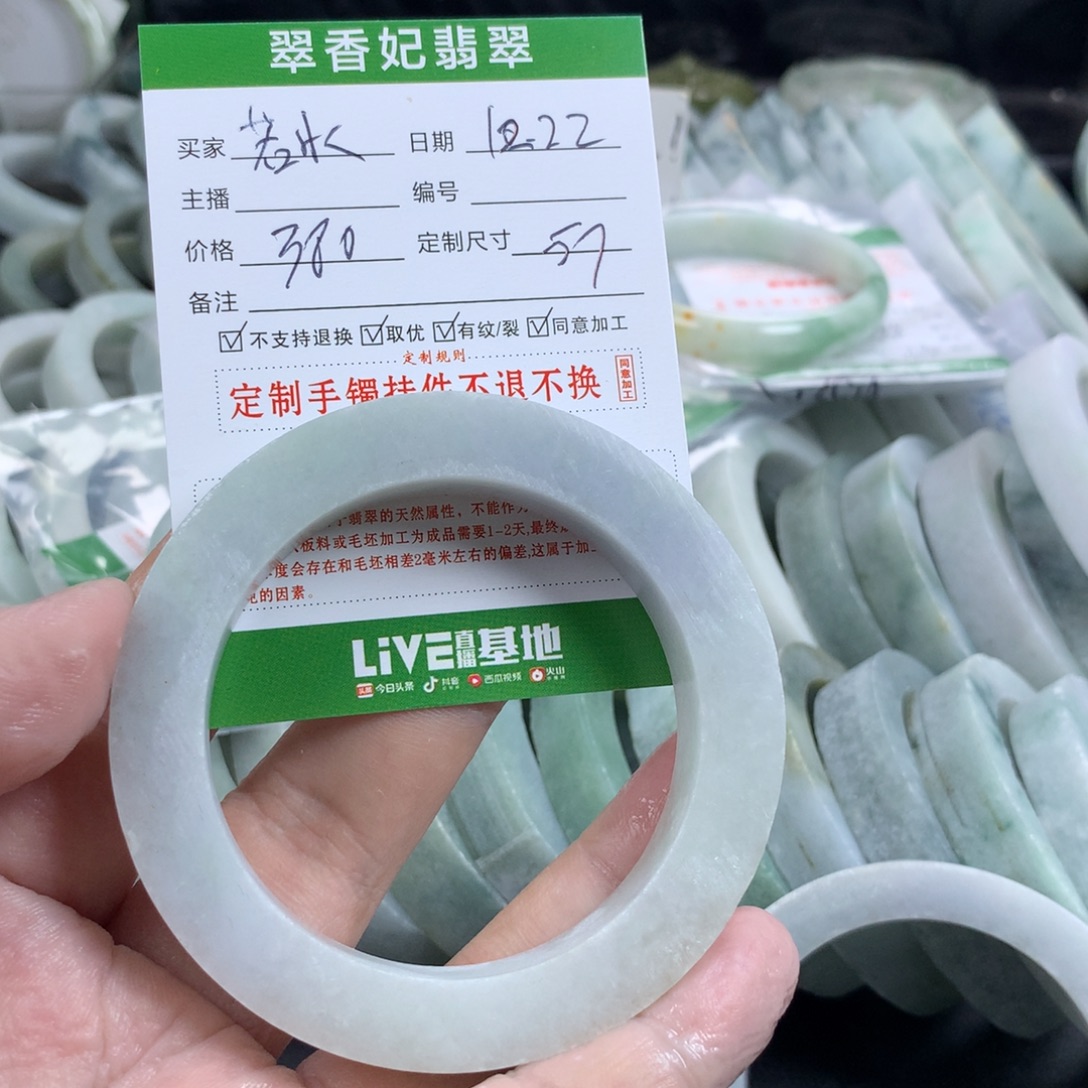 翠香妃翡翠
买家 若水 日期 12.22
主播 编号
价格 380 定制尺寸 57
备注
☑不支持退换 ☑取优 ☑有纹/裂 ☑同意加工
定制规则
定制手镯挂件不退不换 同意加工
翡翠的天然属性，不能作
板料或毛坯加工为成品需要1-2天,最终
度会存在和毛坯相差2毫米左右的偏差,这属于加
的因素。
LiVE直播基地
头条 今日头条 抖音 西瓜视频 火山